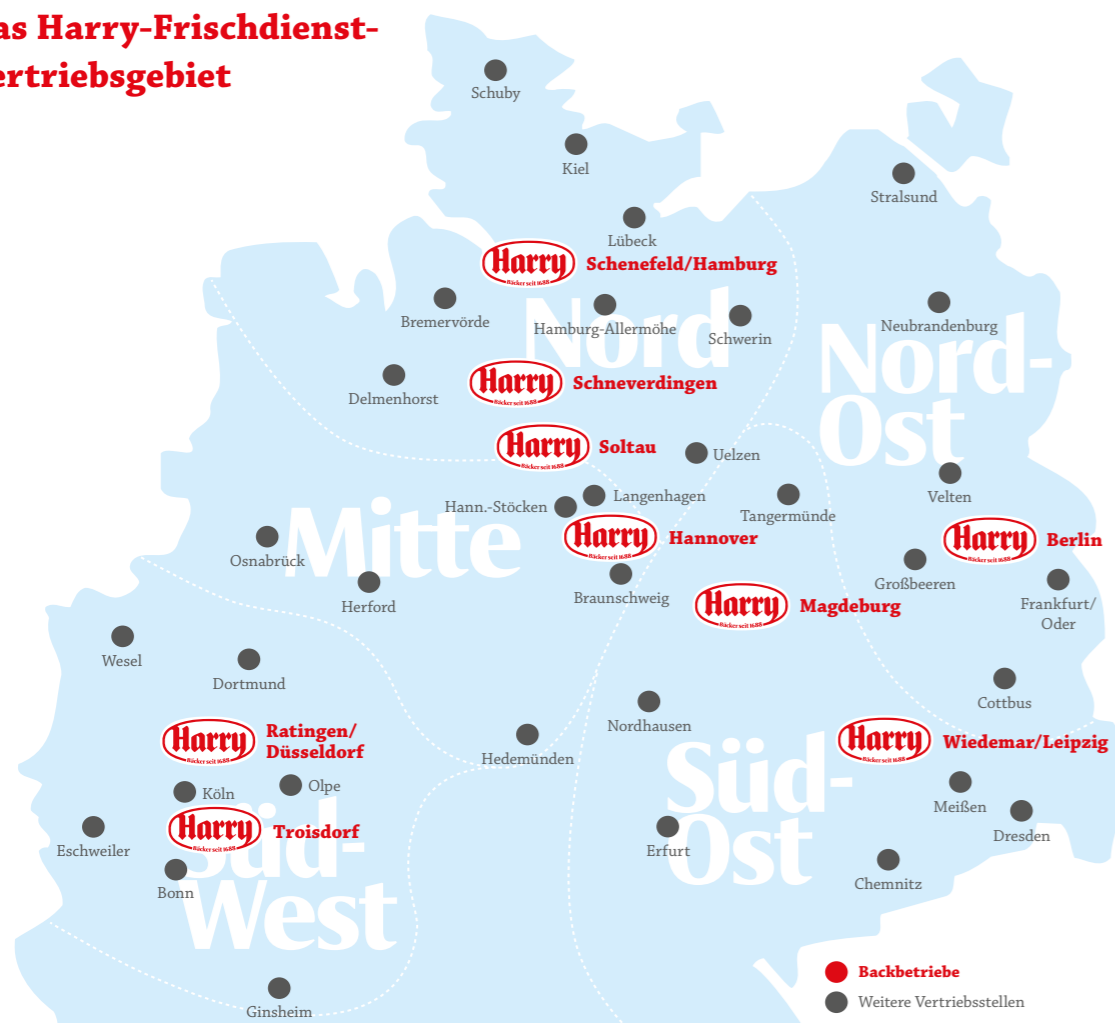 as Harry-Frischdienst-
ertriebsgebiet
Schuby
Kiel
Stralsund
Lübeck
Harry
Bäcker seit 1688
Schenefeld/Hamburg
Nord
Bremervörde
Hamburg-Allermöhe
Schwerin
Neubrandenburg
Nord-
Ost
Delmenhorst
Harry
Bäcker seit 1688
Schneverdingen
Harry
Bäcker seit 1688
Soltau
Uelzen
Velten
Langenhagen
Hann.-Stöcken
Tangermünde
Mitte
Harry
Bäcker seit 1688
Hannover
Harry
Bäcker seit 1688
Berlin
Osnabrück
Herford
Braunschweig
Großbeeren
Harry
Bäcker seit 1688
Magdeburg
Frankfurt/
Oder
Wesel
Dortmund
Cottbus
Nordhausen
Harry
Bäcker seit 1688
Ratingen/
Düsseldorf
Hedemünden
Harry
Bäcker seit 1688
Wiedemar/Leipzig
Süd-
Ost
Köln
Olpe
Meißen
Harry
Bäcker seit 1688
Troisdorf
Dresden
Eschweiler
Süd-
West
Erfurt
Bonn
Chemnitz
Ginsheim
Backbetriebe
Weitere Vertriebsstellen